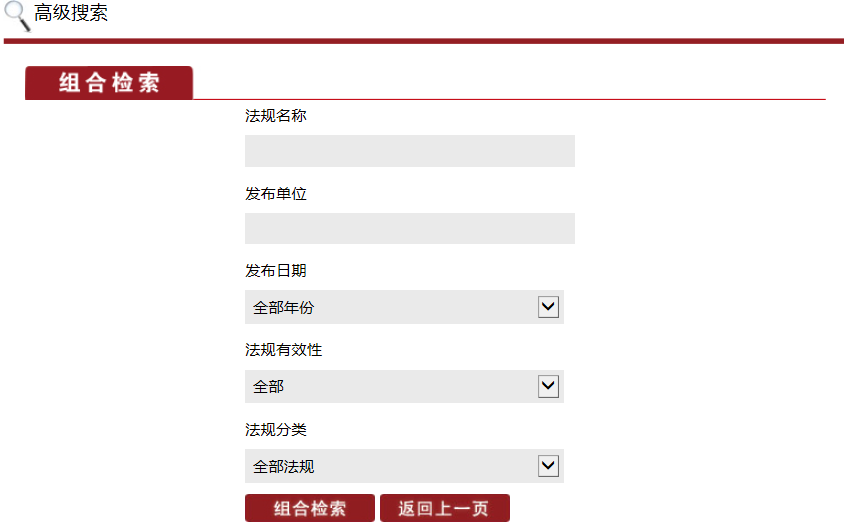 高级搜索
组合检索
法规名称
发布单位
发布日期
全部年份
法规有效性
全部
法规分类
全部法规
组合检索 返回上一页